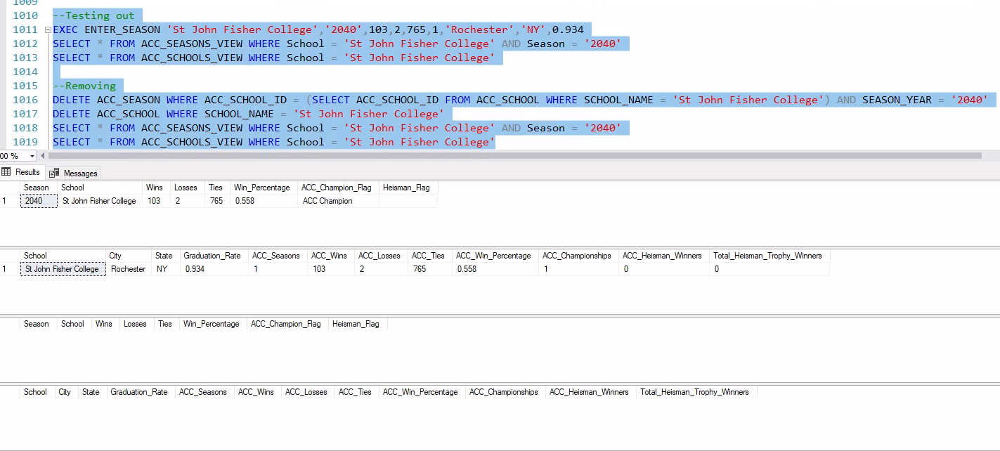 1009
1010 --Testing out
1011 EXEC ENTER_SEASON 'St John Fisher College','2040',103,2,765,1,'Rochester','NY',0.934
1012 SELECT * FROM ACC_SEASONS_VIEW WHERE School = 'St John Fisher College' AND Season = '2040'
1013 SELECT * FROM ACC_SCHOOLS_VIEW WHERE School = 'St John Fisher College'
1014
1015 --Removing
1016 DELETE ACC_SEASON WHERE ACC_SCHOOL_ID = (SELECT ACC_SCHOOL_ID FROM ACC_SCHOOL WHERE SCHOOL_NAME = 'St John Fisher College') AND SEASON_YEAR = '2040'
1017 DELETE ACC_SCHOOL WHERE SCHOOL_NAME = 'St John Fisher College'
1018 SELECT * FROM ACC_SEASONS_VIEW WHERE School = 'St John Fisher College' AND Season = '2040'
1019 SELECT * FROM ACC_SCHOOLS_VIEW WHERE School = 'St John Fisher College'
00 %
Results Messages
Season School Wins Losses Ties Win_Percentage ACC_Champion_Flag Heisman_Flag
1 2040 St John Fisher College 103 2 765 0.558 ACC Champion
School City State Graduation_Rate ACC_Seasons ACC_Wins ACC_Losses ACC_Ties ACC_Win_Percentage ACC_Championships ACC_Heisman_Winners Total_Heisman_Trophy_Winners
1 St John Fisher College Rochester NY 0.934 1 103 2 765 0.558 1 0 0
Season School Wins Losses Ties Win_Percentage ACC_Champion_Flag Heisman_Flag
School City State Graduation_Rate ACC_Seasons ACC_Wins ACC_Losses ACC_Ties ACC_Win_Percentage ACC_Championships ACC_Heisman_Winners Total_Heisman_Trophy_Winners